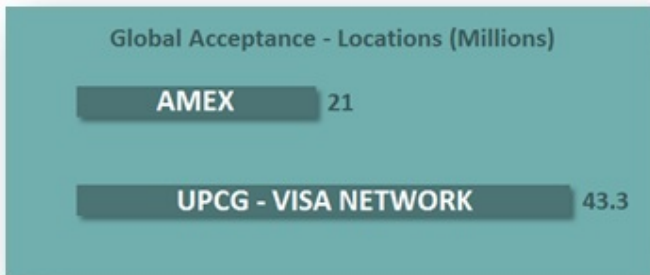 Global Acceptance - Locations (Millions)
AMEX 21
UPCG - VISA NETWORK 43.3